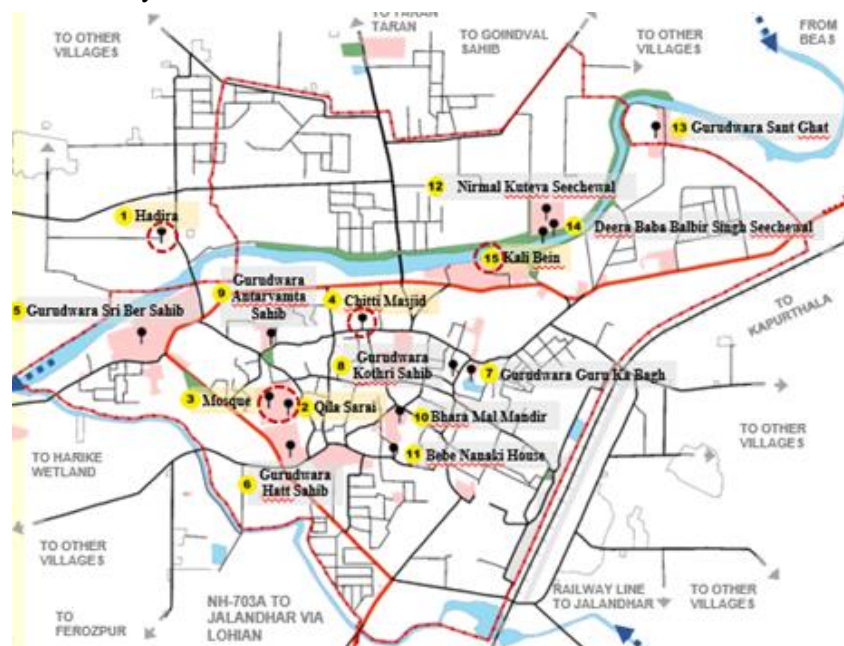 TO TARAN
TARAN
TO OTHER
VILLAGES
TO GOINDVAL
SAHIB
TO OTHER
VILLAGES
FROM
BEAS
13 Gurudwara Sant Ghat
12
Nirmal Kuteva Seechewal
1 Hadira
14 Deera Baba Balbir Singh Seechewal
15 Kali Bein
9 Gurudwara
Antarvamta
Sahib
4 Chitti Masjid
5 Gurudwara Sri Ber Sahib
TO
KAPURTHALA
8 Gurudwara
Kothri Sahib
7 Gurudwara Guru Ka Bagh
3 Mosque
2 Qila Sarai
10 Bhara Mal Mandir
TO OTHER
VILLAGES
TO HARIKE
WETLAND
11 Bebe Nanaki House
6 Gurudwara
Hatt Sahib
TO OTHER
VILLAGES
TO
FEROZPUR
NH-703A TO
JALANDHAR VIA
LOHIAN
RAILWAY LINE
TO JALANDHAR
TO OTHER
VILLAGES